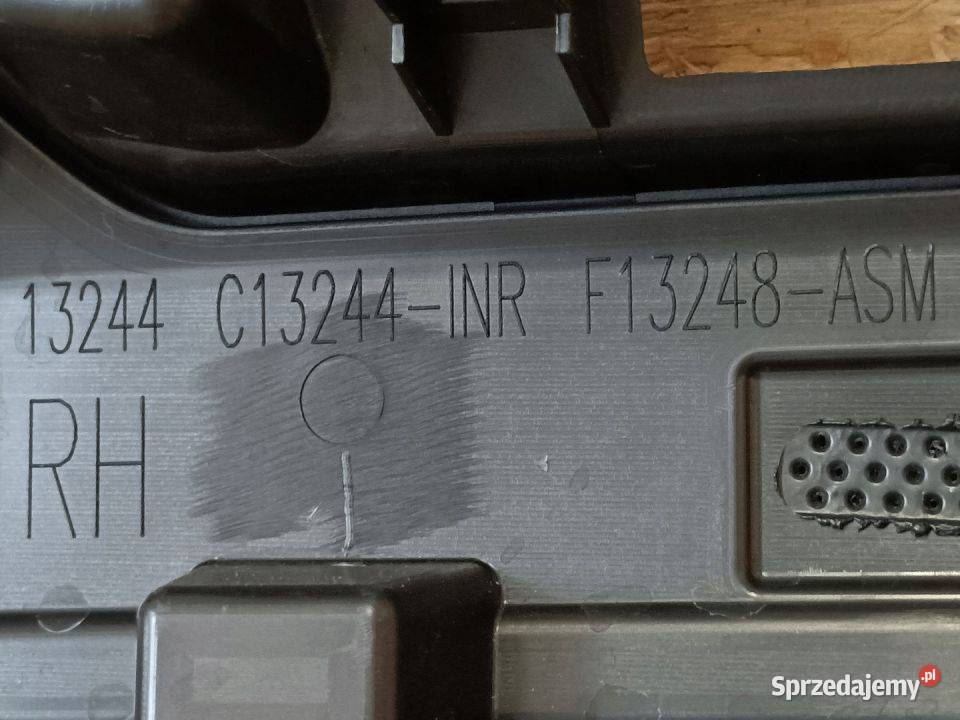 13244 C13244-INR F13248-ASM
RH
Sprzedajemy.pl